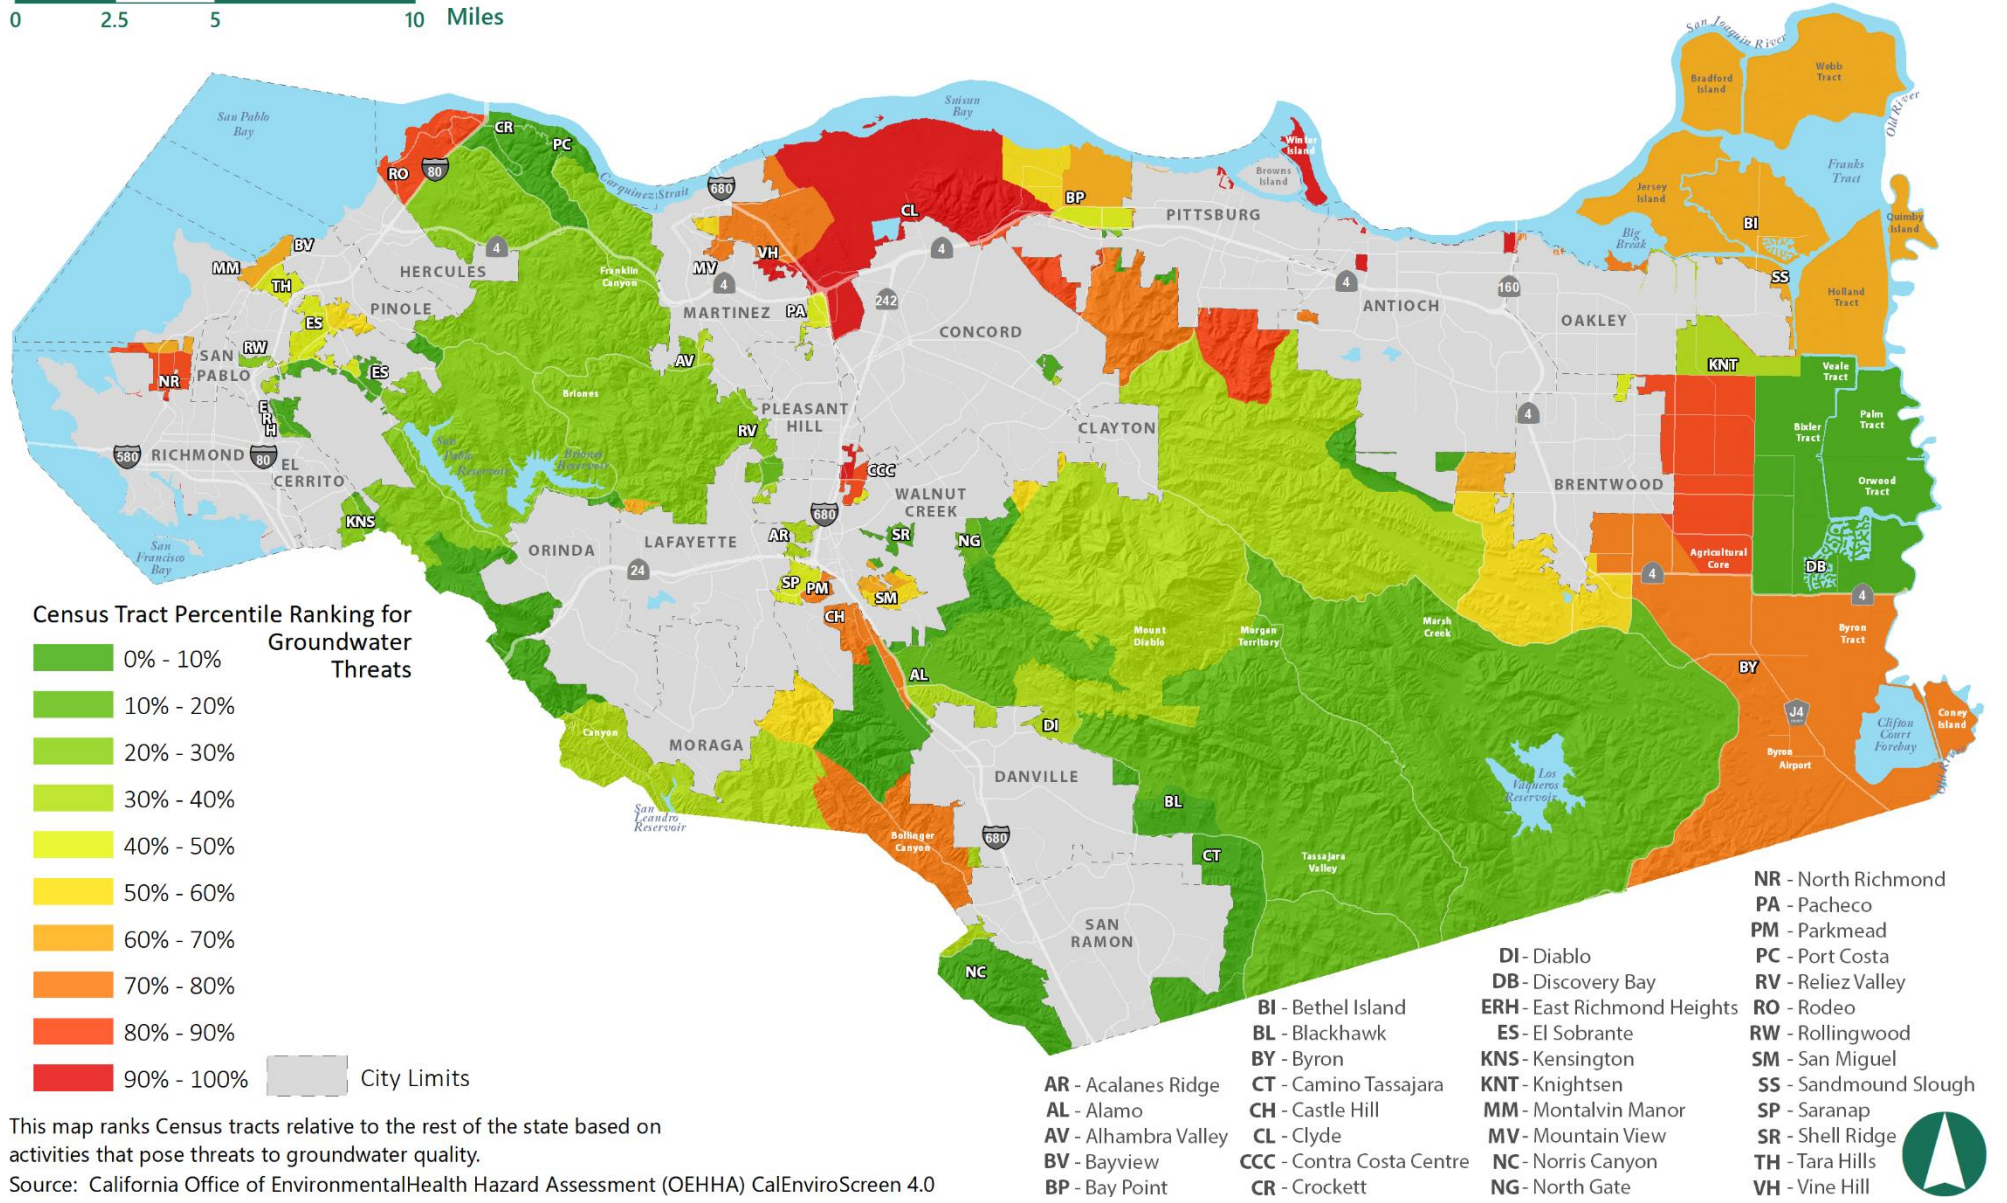 0 2.5 5 10 Miles
San Joaquin River
Bradford
Island
Webb
Tract
Old River
Franks
Tract
San Pablo
Bay
Suisun
Bay
Carquinez Strait
Winter
Island
Browns
Island
Jersey
Island
Big
Break
Quimby
Island
Holland
Tract
CR
PC
RO
80
680
CL
BP
PITTSBURG
BI
BV
MM
TH
HERCULES
4
Franklin
Canyon
VH
MV
4
4
SS
PINOLE
ES
MARTINEZ
PA
242
CONCORD
4
ANTIOCH
160
OAKLEY
RW
SAN
PABLO
ES
NR
AV
KNT
Veale
Tract
Briones
E
R
H
PLEASANT
HILL
CLAYTON
4
Palm
Tract
Bixler
Tract
RV
580
RICHMOND
80
EL
CERRITO
San
Pablo
Reservoir
Briones
Reservoir
CCC
WALNUT
CREEK
BRENTWOOD
Orwood
Tract
KNS
680
San
Francisco
Bay
ORINDA
LAFAYETTE
AR
SR
NG
24
Agricultural
Core
4
DB
4
SP
PM
SM
CH
Mount
Diablo
Morgan
Territory
Marsh
Creek
Byron
Tract
AL
BY
Canyon
MORAGA
DI
J4
Clifton
Court
Forebay
Coney
Island
Old River
Byron
Airport
San
Leandro
Reservoir
DANVILLE
BL
Los
Vaqueros
Reservoir
680
Bollinger
Canyon
CT
Tassajara
Valley
SAN
RAMON
NC
Census Tract Percentile Ranking for
Groundwater
Threats
0% - 10%
10% - 20%
20% - 30%
30% - 40%
40% - 50%
50% - 60%
60% - 70%
70% - 80%
80% - 90%
90% - 100%
City Limits
This map ranks Census tracts relative to the rest of the state based on
activities that pose threats to groundwater quality.
Source: California Office of EnvironmentalHealth Hazard Assessment (OEHHA) CalEnviroScreen 4.0
AR - Acalanes Ridge
AL - Alamo
AV - Alhambra Valley
BV - Bayview
BP - Bay Point
BI - Bethel Island
BL - Blackhawk
BY - Byron
CT - Camino Tassajara
CH - Castle Hill
CL - Clyde
CCC - Contra Costa Centre
CR - Crockett
DI - Diablo
DB - Discovery Bay
ERH - East Richmond Heights
ES - El Sobrante
KNS - Kensington
KNT - Knightsen
MM - Montalvin Manor
MV - Mountain View
NC - Norris Canyon
NG - North Gate
NR - North Richmond
PA - Pacheco
PM - Parkmead
PC - Port Costa
RV - Reliez Valley
RO - Rodeo
RW - Rollingwood
SM - San Miguel
SS - Sandmound Slough
SP - Saranap
SR - Shell Ridge
TH - Tara Hills
VH - Vine Hill